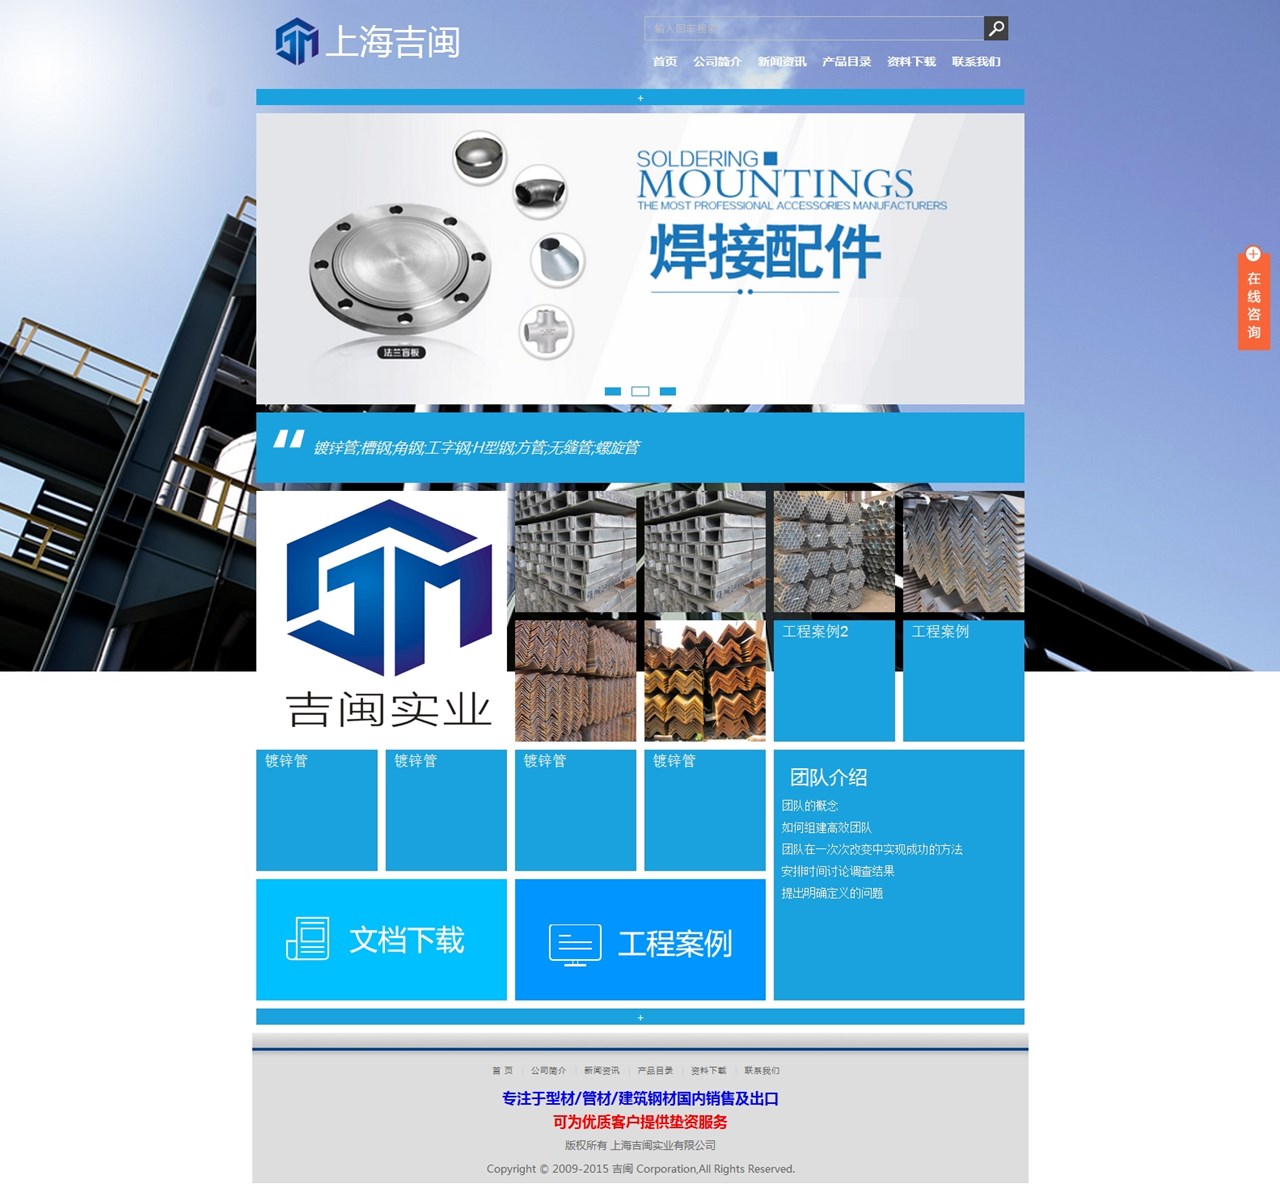 上海吉闽
输入回车搜索
首页 公司简介 新闻资讯 产品目录 资料下载 联系我们
+
SOLDERING
MOUNTINGS
THE MOST PROFESSIONAL ACCESSORIES MANUFACTURERS
焊接配件
法兰盲板
在线咨询
镀锌管;槽钢;角钢;工字钢;H型钢;方管;无缝管;螺旋管
吉闽实业
工程案例2
工程案例
镀锌管
镀锌管
镀锌管
镀锌管
团队介绍
团队的概念
如何组建高效团队
团队在一次次改变中实现成功的方法
安排时间讨论调查结果
提出明确定义的问题
文档下载
工程案例
+
首 页 公司简介 新闻资讯 产品目录 资料下载 联系我们
专注于型材/管材/建筑钢材国内销售及出口
可为优质客户提供垫资服务
版权所有 上海吉闽实业有限公司
Copyright © 2009-2015 吉闽 Corporation,All Rights Reserved.